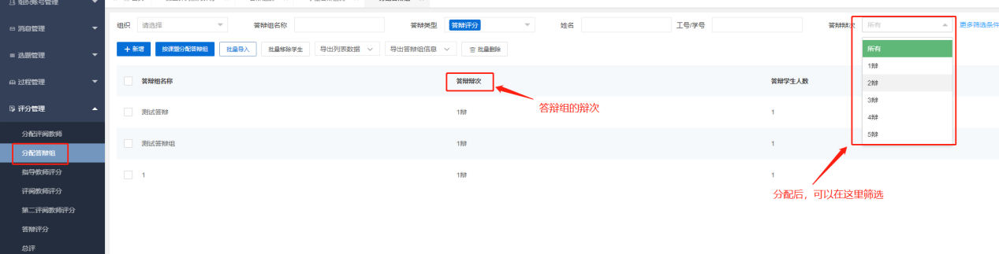 组织账号管理
消息管理
选题管理
过程管理
评分管理
分配评阅教师
分配答辩组
指导教师评分
评阅教师评分
第二评阅教师评分
答辩评分
总评
组织 请选择 答辩组名称 答辩类型 答辩评分 姓名 工号/学号 答辩辩次 所有 更多筛选条件
+ 新增 按课题分配答辩组 批量导入 批量移除学生 导出列表数据 导出答辩组信息 批量删除
所有
1辩
2辩
3辩
4辩
5辩
答辩组名称 答辩辩次 答辩学生人数
答辩组的辩次
测试答辩 1辩 1
测试答辩组 1辩 1
1 1辩 1
分配后，可以在这里筛选